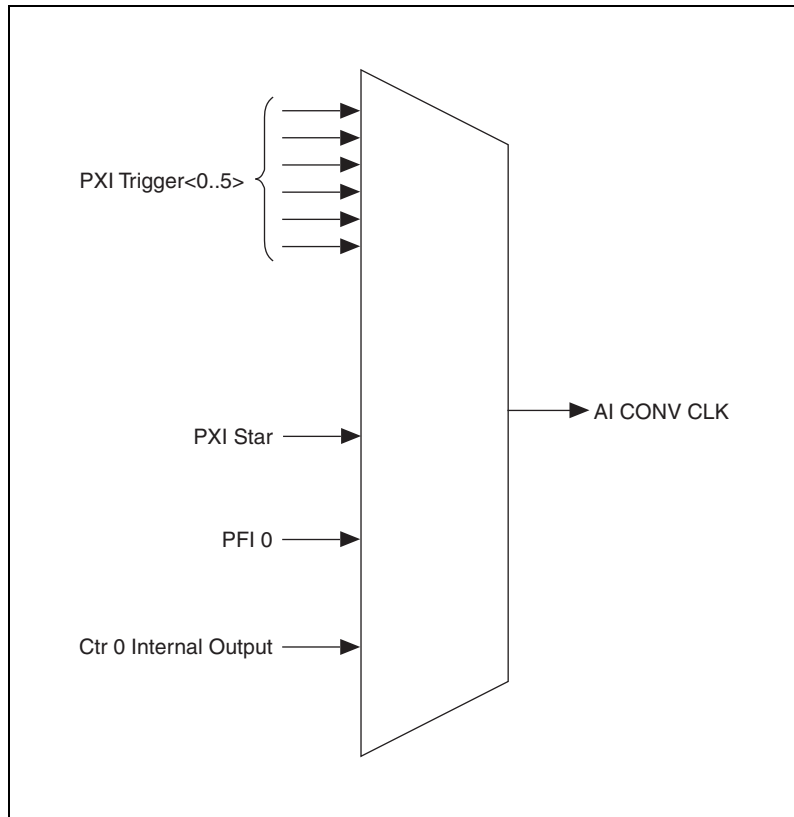 PXI Trigger<0..5>
PXI Star
PFI 0
Ctr 0 Internal Output
AI CONV CLK